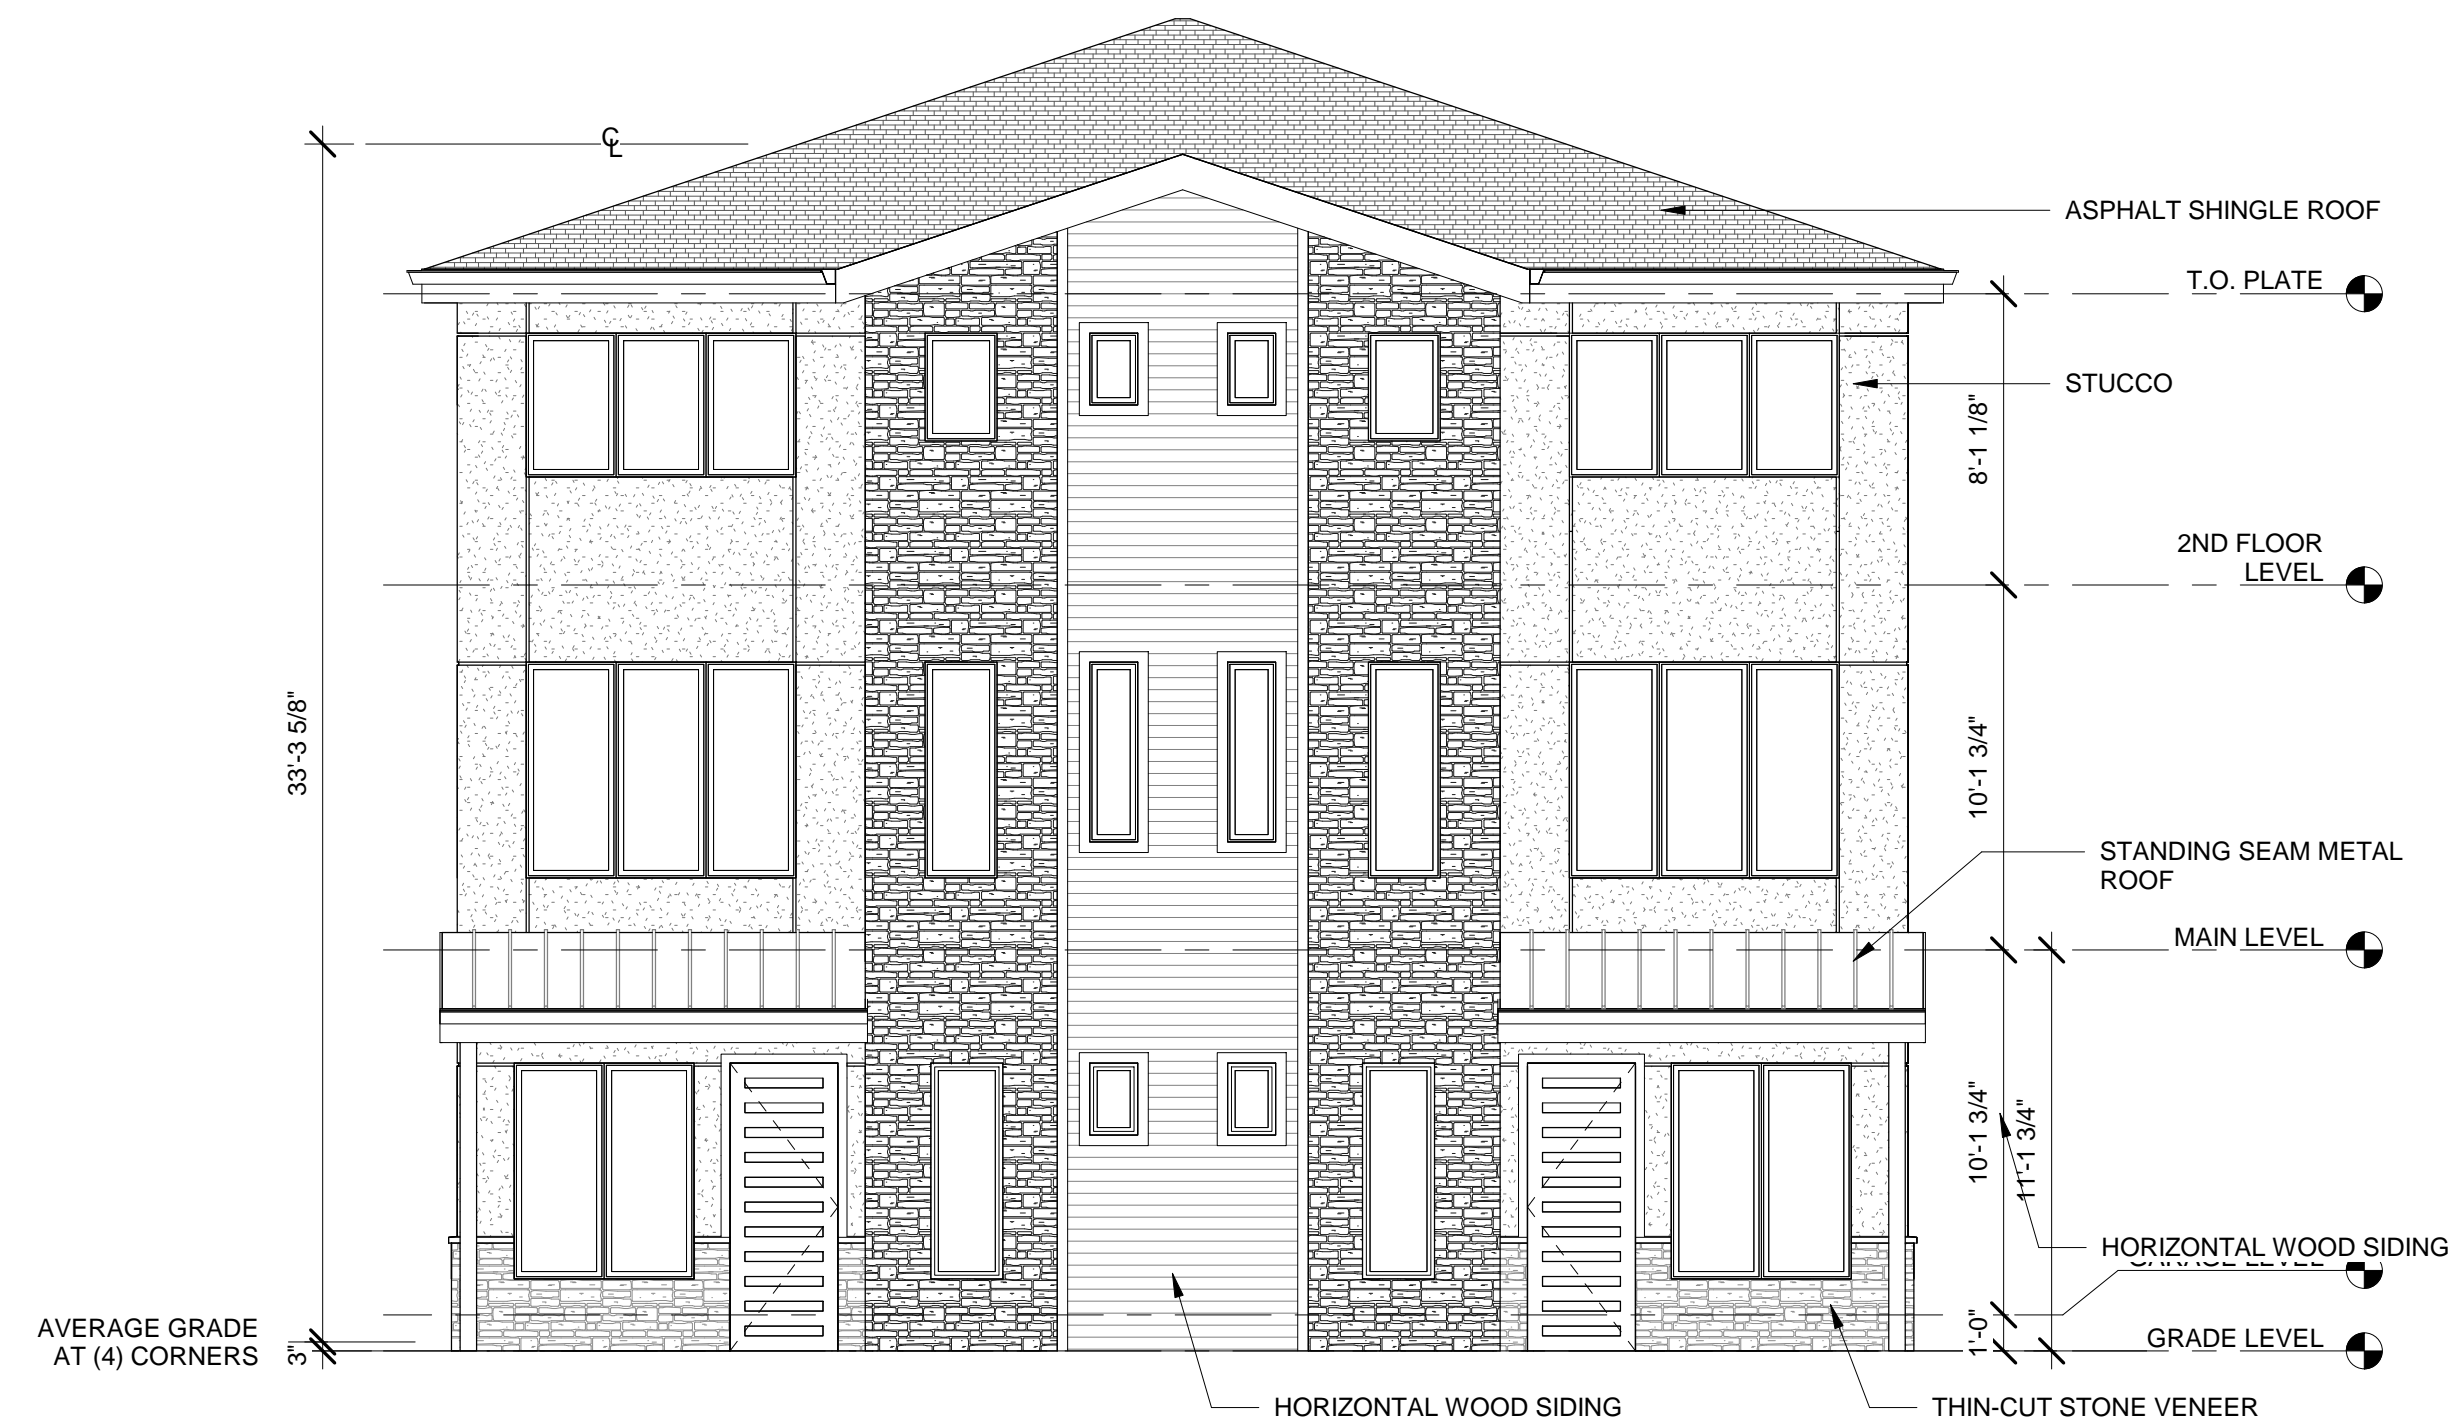 ℄
ASPHALT SHINGLE ROOF
T.O. PLATE
STUCCO
8'-1 1/8"
2ND FLOOR
LEVEL
33'-3 5/8"
10'-1 3/4"
STANDING SEAM METAL
ROOF
MAIN LEVEL
10'-1 3/4"
11'-1 3/4"
HORIZONTAL WOOD SIDING
GARAGE LEVEL
1'-0"
AVERAGE GRADE
AT (4) CORNERS
3"
GRADE LEVEL
HORIZONTAL WOOD SIDING
THIN-CUT STONE VENEER